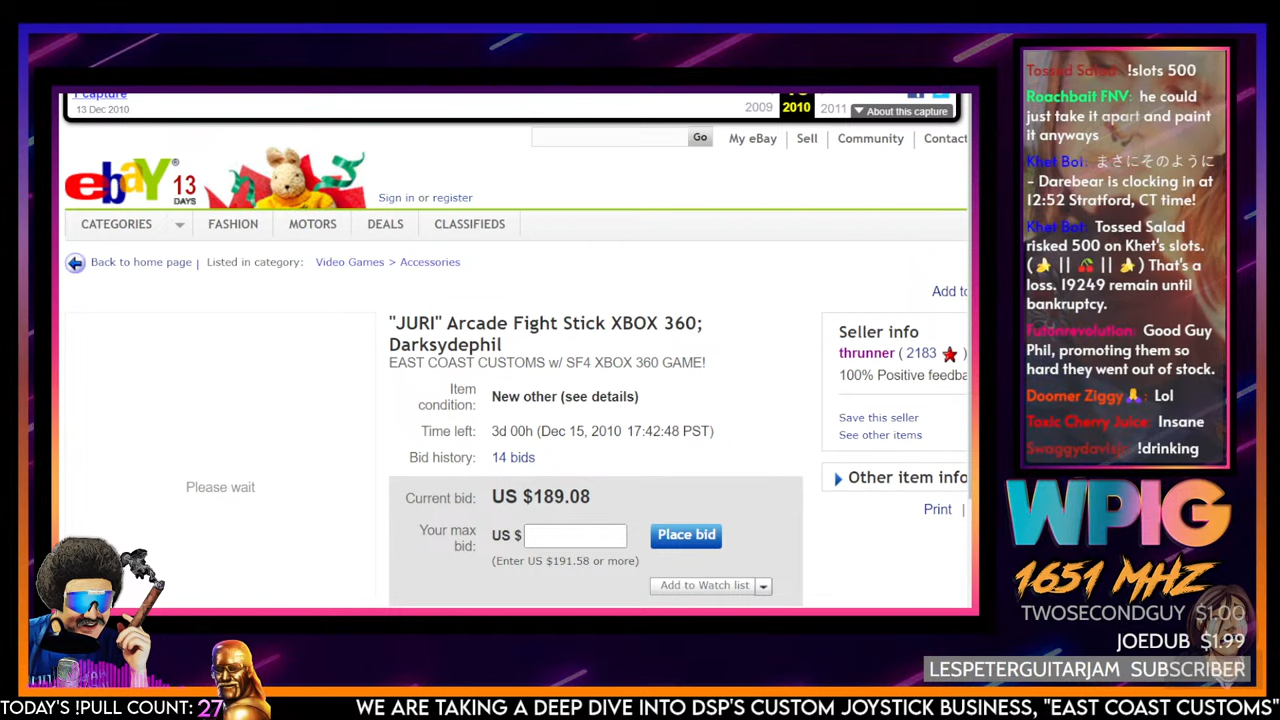 1 capture
13 Dec 2010
2009 2010 2011 About this capture
Go My eBay Sell Community Contact
ebay® 13 DAYS
Sign in or register
CATEGORIES FASHION MOTORS DEALS CLASSIFIEDS
Back to home page | Listed in category: Video Games > Accessories
Add to
"JURI" Arcade Fight Stick XBOX 360;
Darksydephil
EAST COAST CUSTOMS w/ SF4 XBOX 360 GAME!
Item condition: New other (see details)
Time left: 3d 00h (Dec 15, 2010 17:42:48 PST)
Bid history: 14 bids
Current bid: US $189.08
Your max bid: US $ Place bid
(Enter US $191.58 or more)
Add to Watch list
Please wait
Seller info
thrunner ( 2183 )
100% Positive feedba
Save this seller
See other items
Other item info
Print |
Tossed Salad: !slots 500
Roachbait FNV: he could
just take it apart and paint
it anyways
Khet Bot: まさにそのように
- Darebear is clocking in at
12:52 Stratford, CT time!
Khet Bot: Tossed Salad
risked 500 on Khet's slots.
(🍌 || 🍒 || 🍌) That's a
loss. 19249 remain until
bankruptcy.
Futonrevolution: Good Guy
Phil, promoting them so
hard they went out of stock.
Doomer Ziggy: Lol
Toxic Cherry Juice: Insane
!drinking
WPIG
1651 MHZ
TWOSECONDGUY $1.00
JOEDUB $1.99
LESPETERGUITARJAM SUBSCRIBER
TODAY'S !PULL COUNT: 27
WE ARE TAKING A DEEP DIVE INTO DSP'S CUSTOM JOYSTICK BUSINESS, "EAST COAST CUSTOMS"